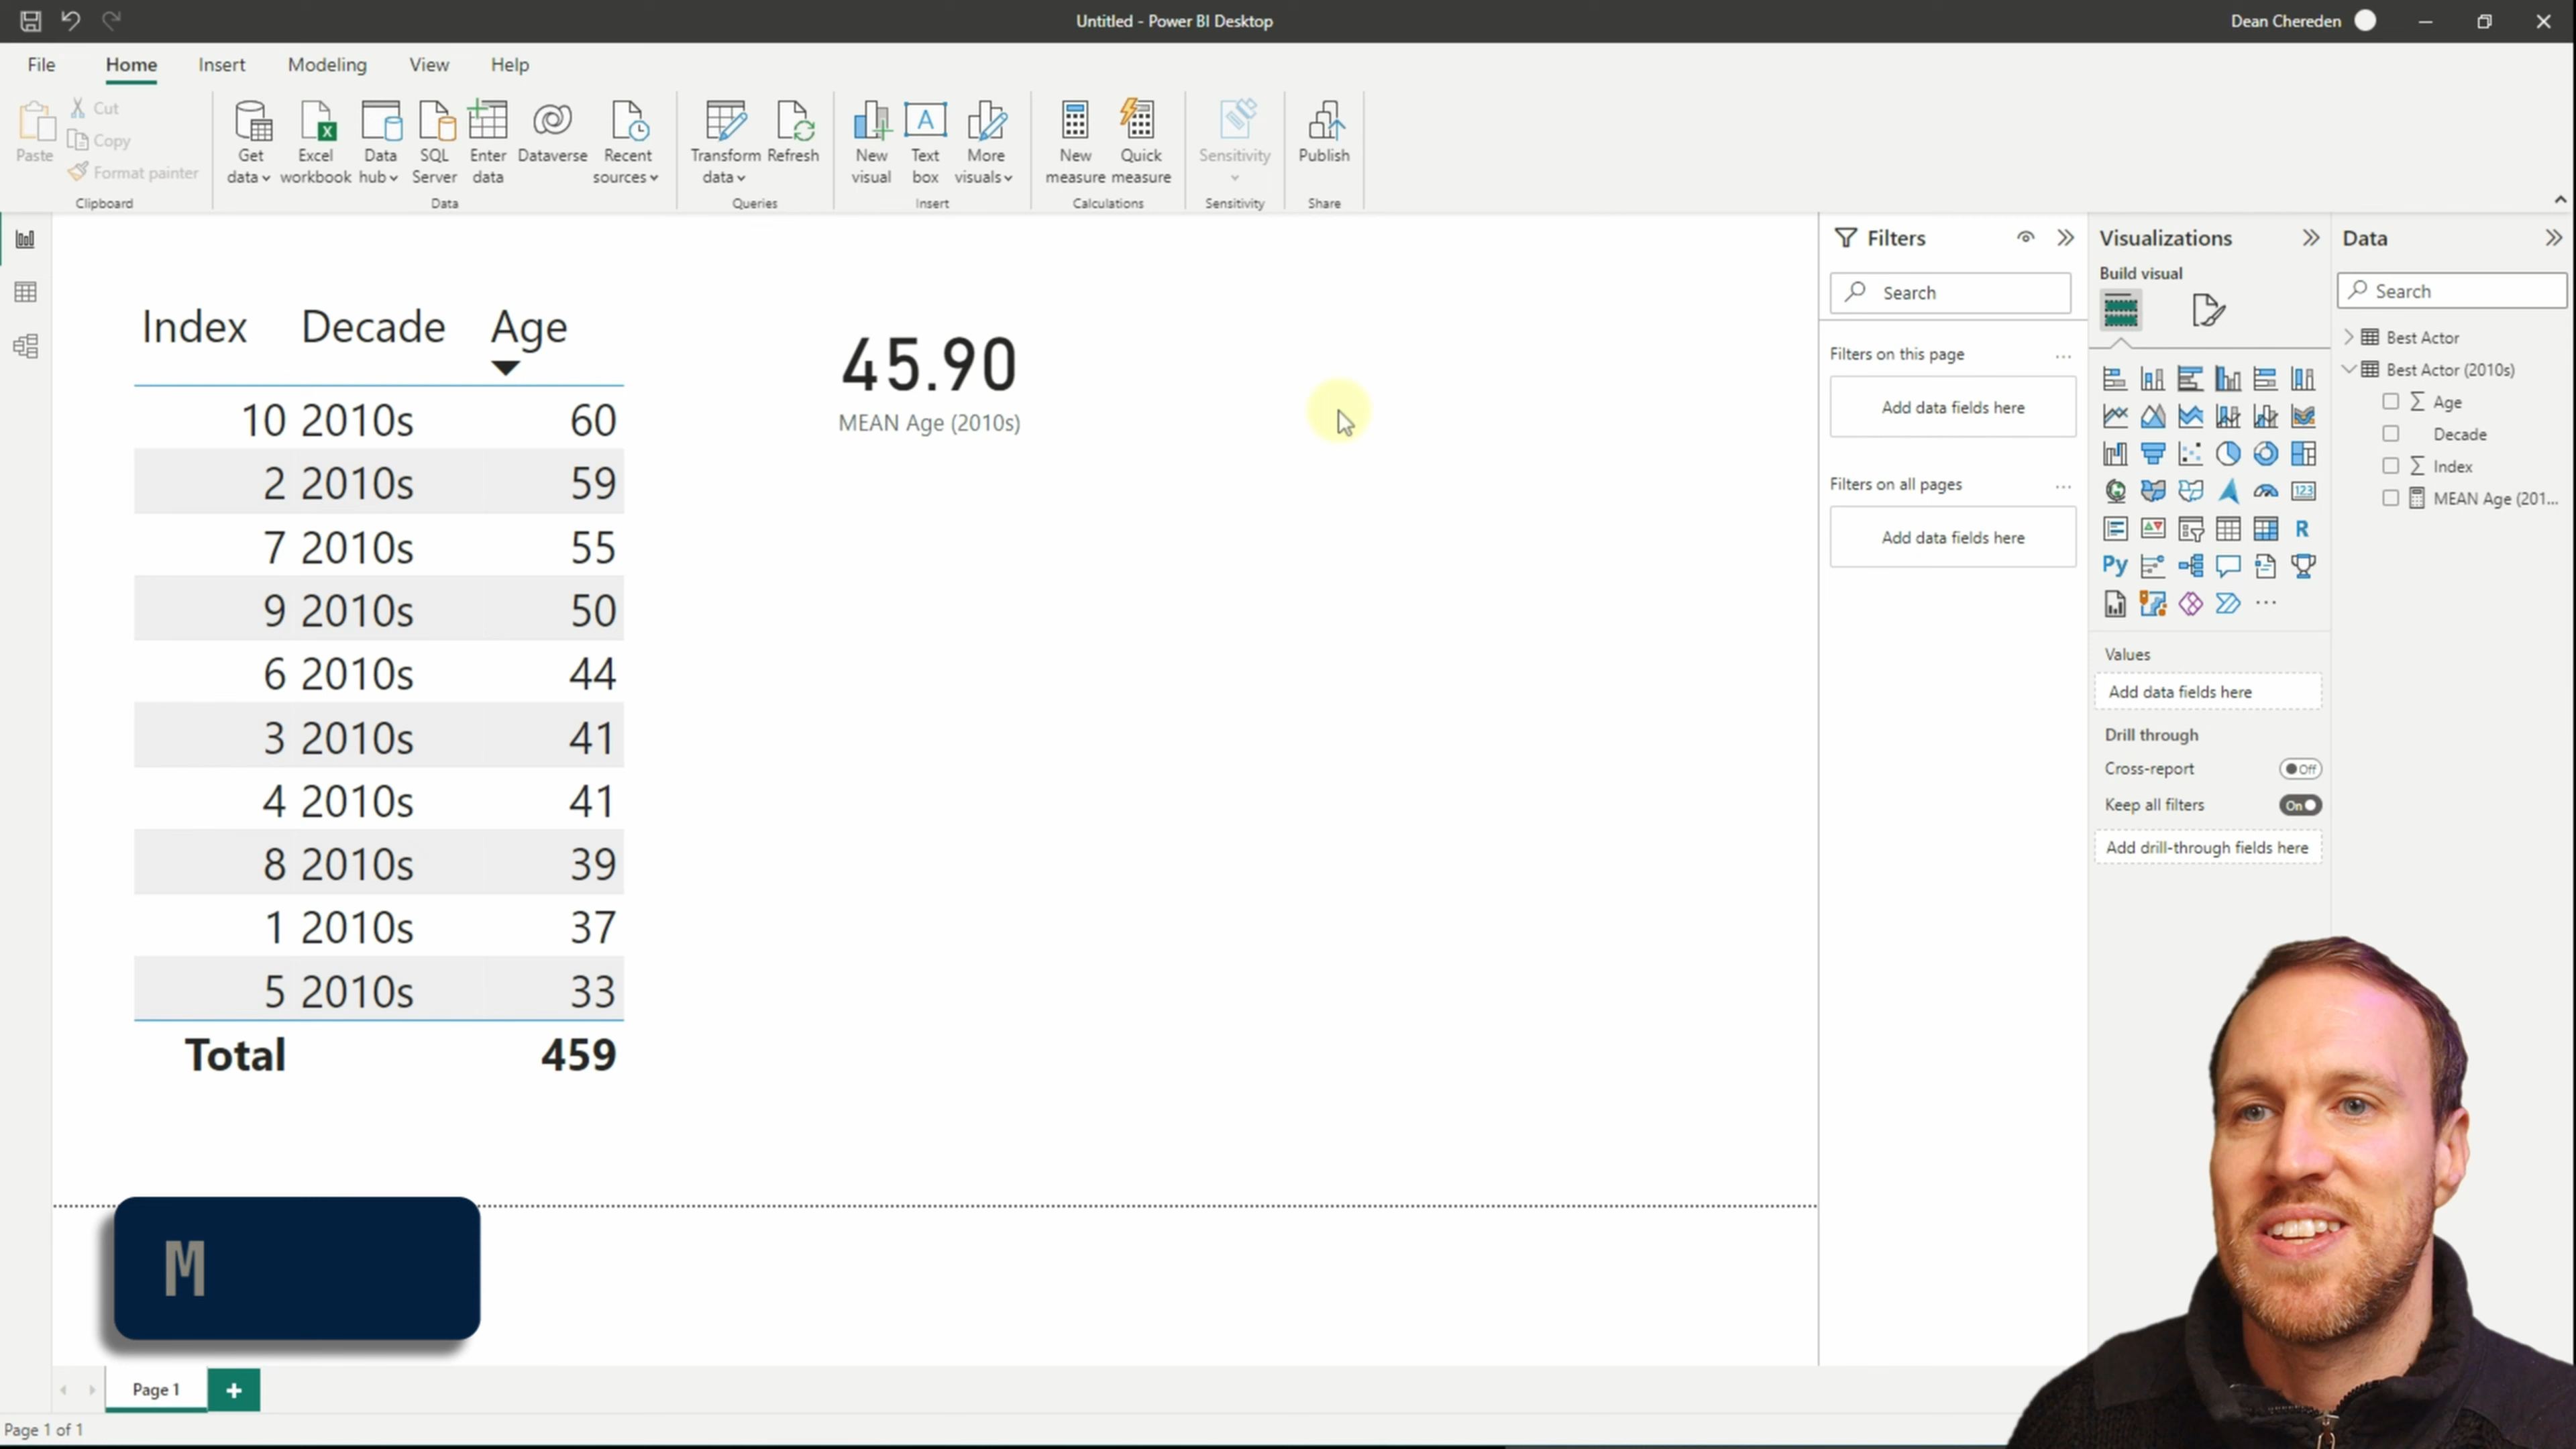 Untitled - Power BI Desktop
Dean Chereden
File Home Insert Modeling View Help
Paste
Cut
Copy
Format painter
Clipboard
Get data
Excel workbook
Data hub
SQL Server
Enter data
Dataverse
Recent sources
Data
Transform data
Refresh
Queries
New visual
Text box
More visuals
Insert
New measure
Quick measure
Calculations
Sensitivity
Sensitivity
Publish
Share
Index Decade Age
10 2010s 60
2 2010s 59
7 2010s 55
9 2010s 50
6 2010s 44
3 2010s 41
4 2010s 41
8 2010s 39
1 2010s 37
5 2010s 33
Total 459
45.90
MEAN Age (2010s)
M
Filters
Search
Filters on this page
Add data fields here
Filters on all pages
Add data fields here
Visualizations
Build visual
123
R
Py
Values
Add data fields here
Drill through
Cross-report Off
Keep all filters On
Add drill-through fields here
Data
Search
Best Actor
Best Actor (2010s)
Age
Decade
Index
MEAN Age (201...
Page 1
Page 1 of 1